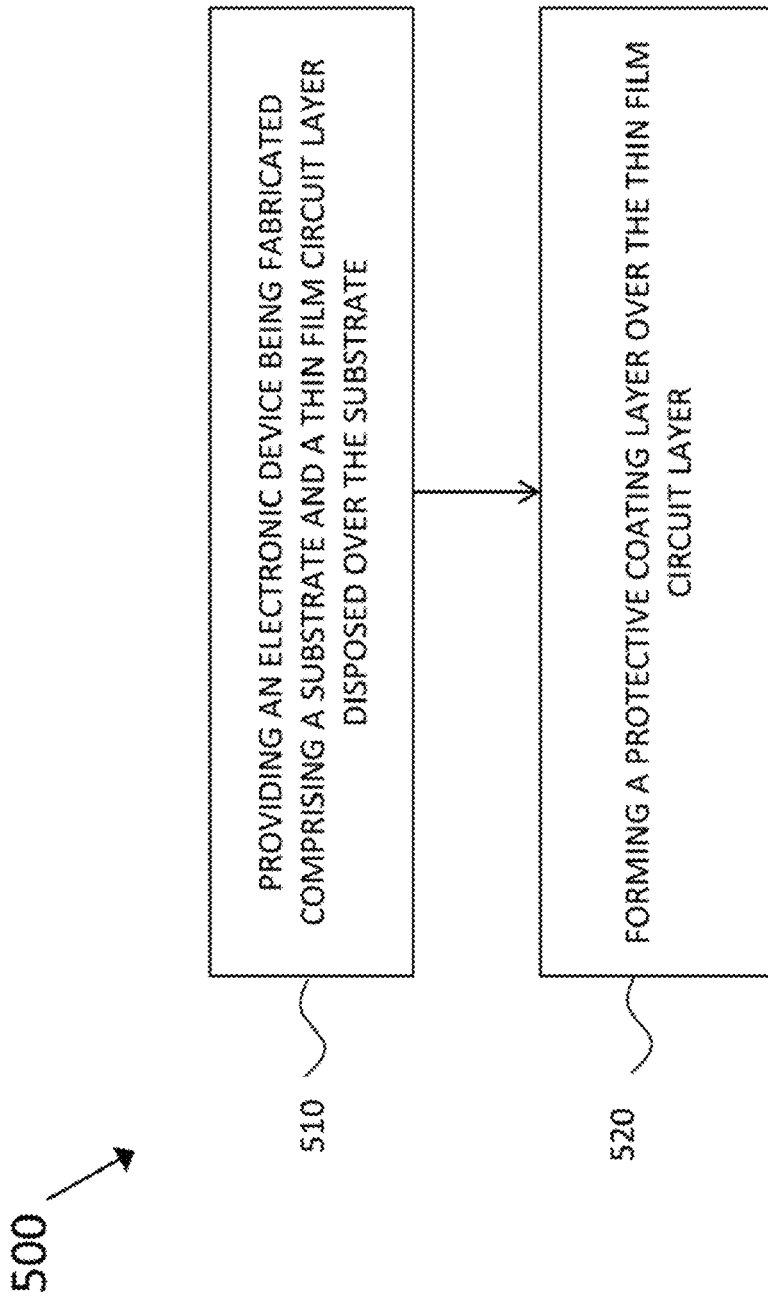 500
510
PROVIDING AN ELECTRONIC DEVICE BEING FABRICATED
COMPRISING A SUBSTRATE AND A THIN FILM CIRCUIT LAYER
DISPOSED OVER THE SUBSTRATE
520
FORMING A PROTECTIVE COATING LAYER OVER THE THIN FILM
CIRCUIT LAYER